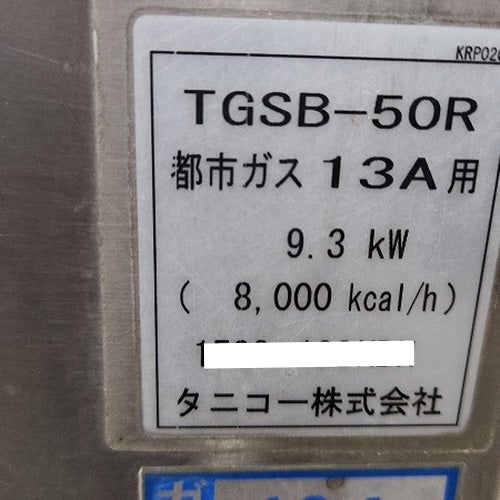 KRP020
TGSB-50R
都市ガス 13A用
9.3 kW
( 8,000 kcal/h)
タニコー株式会社